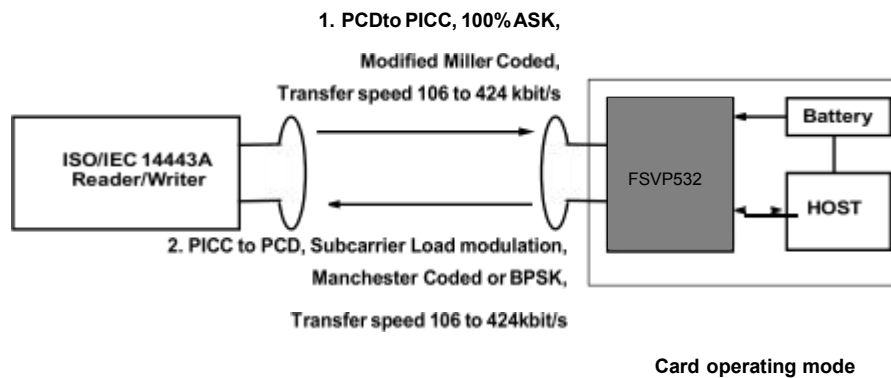 1. PCDto PICC, 100%ASK,
Modified Miller Coded,
Transfer speed 106 to 424 kbit/s
ISO/IEC 14443A
Reader/Writer
FSVP532
Battery
HOST
2. PICC to PCD, Subcarrier Load modulation,
Manchester Coded or BPSK,
Transfer speed 106 to 424kbit/s
Card operating mode